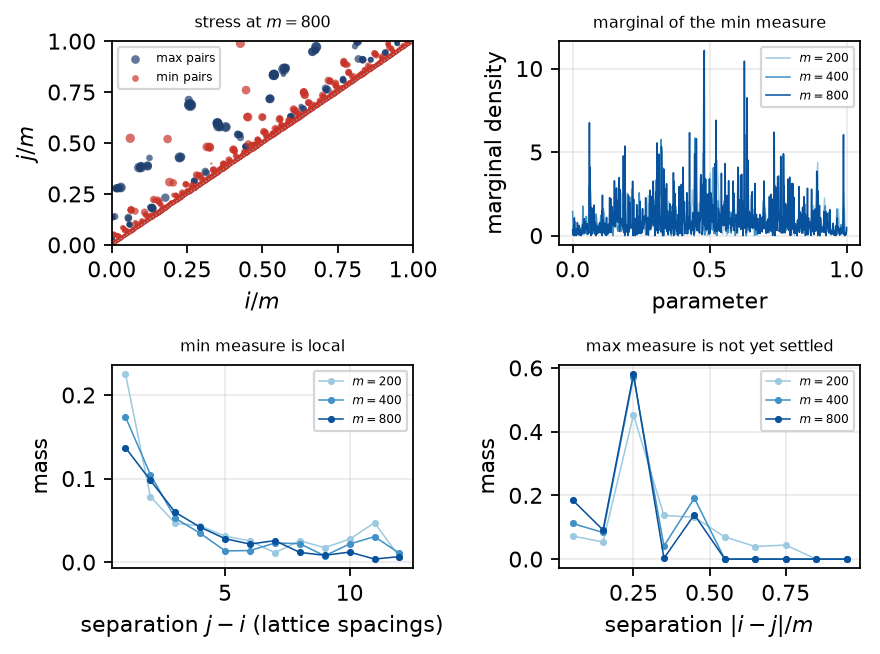 stress at m = 800
1.00
0.75
0.50
0.25
0.00
j/m
max pairs
min pairs
0.00 0.25 0.50 0.75 1.00
i/m
marginal of the min measure
10
5
0
marginal density
m = 200
m = 400
m = 800
0.0 0.5 1.0
parameter
min measure is local
0.2
0.1
0.0
mass
m = 200
m = 400
m = 800
5 10
separation j − i (lattice spacings)
max measure is not yet settled
0.6
0.4
0.2
0.0
mass
m = 200
m = 400
m = 800
0.25 0.50 0.75
separation |i − j|/m